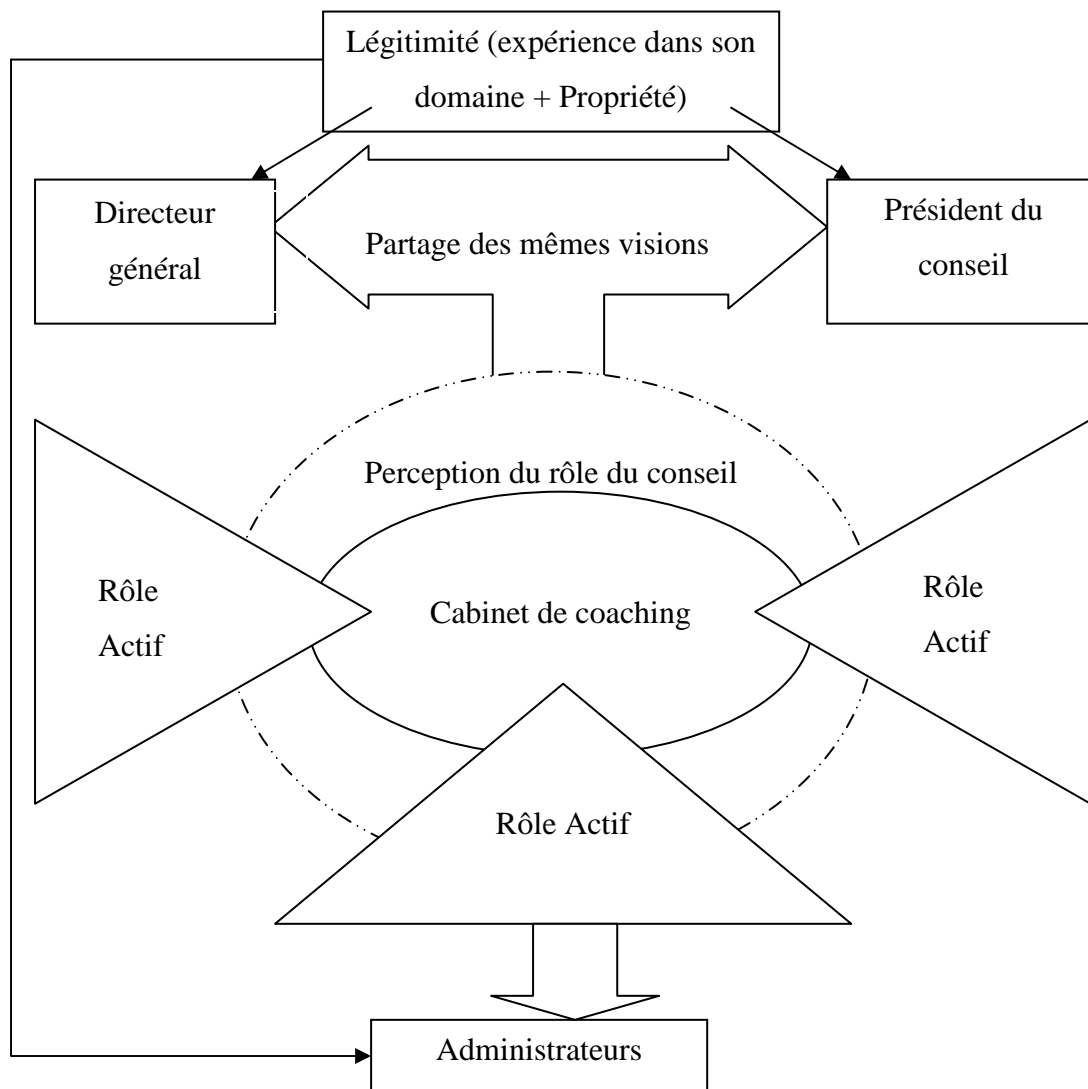 Légitimité (expérience dans son
domaine + Propriété)
Directeur
général
Partage des mêmes visions
Président du
conseil
Perception du rôle du conseil
Rôle
Actif
Cabinet de coaching
Rôle
Actif
Rôle Actif
Administrateurs